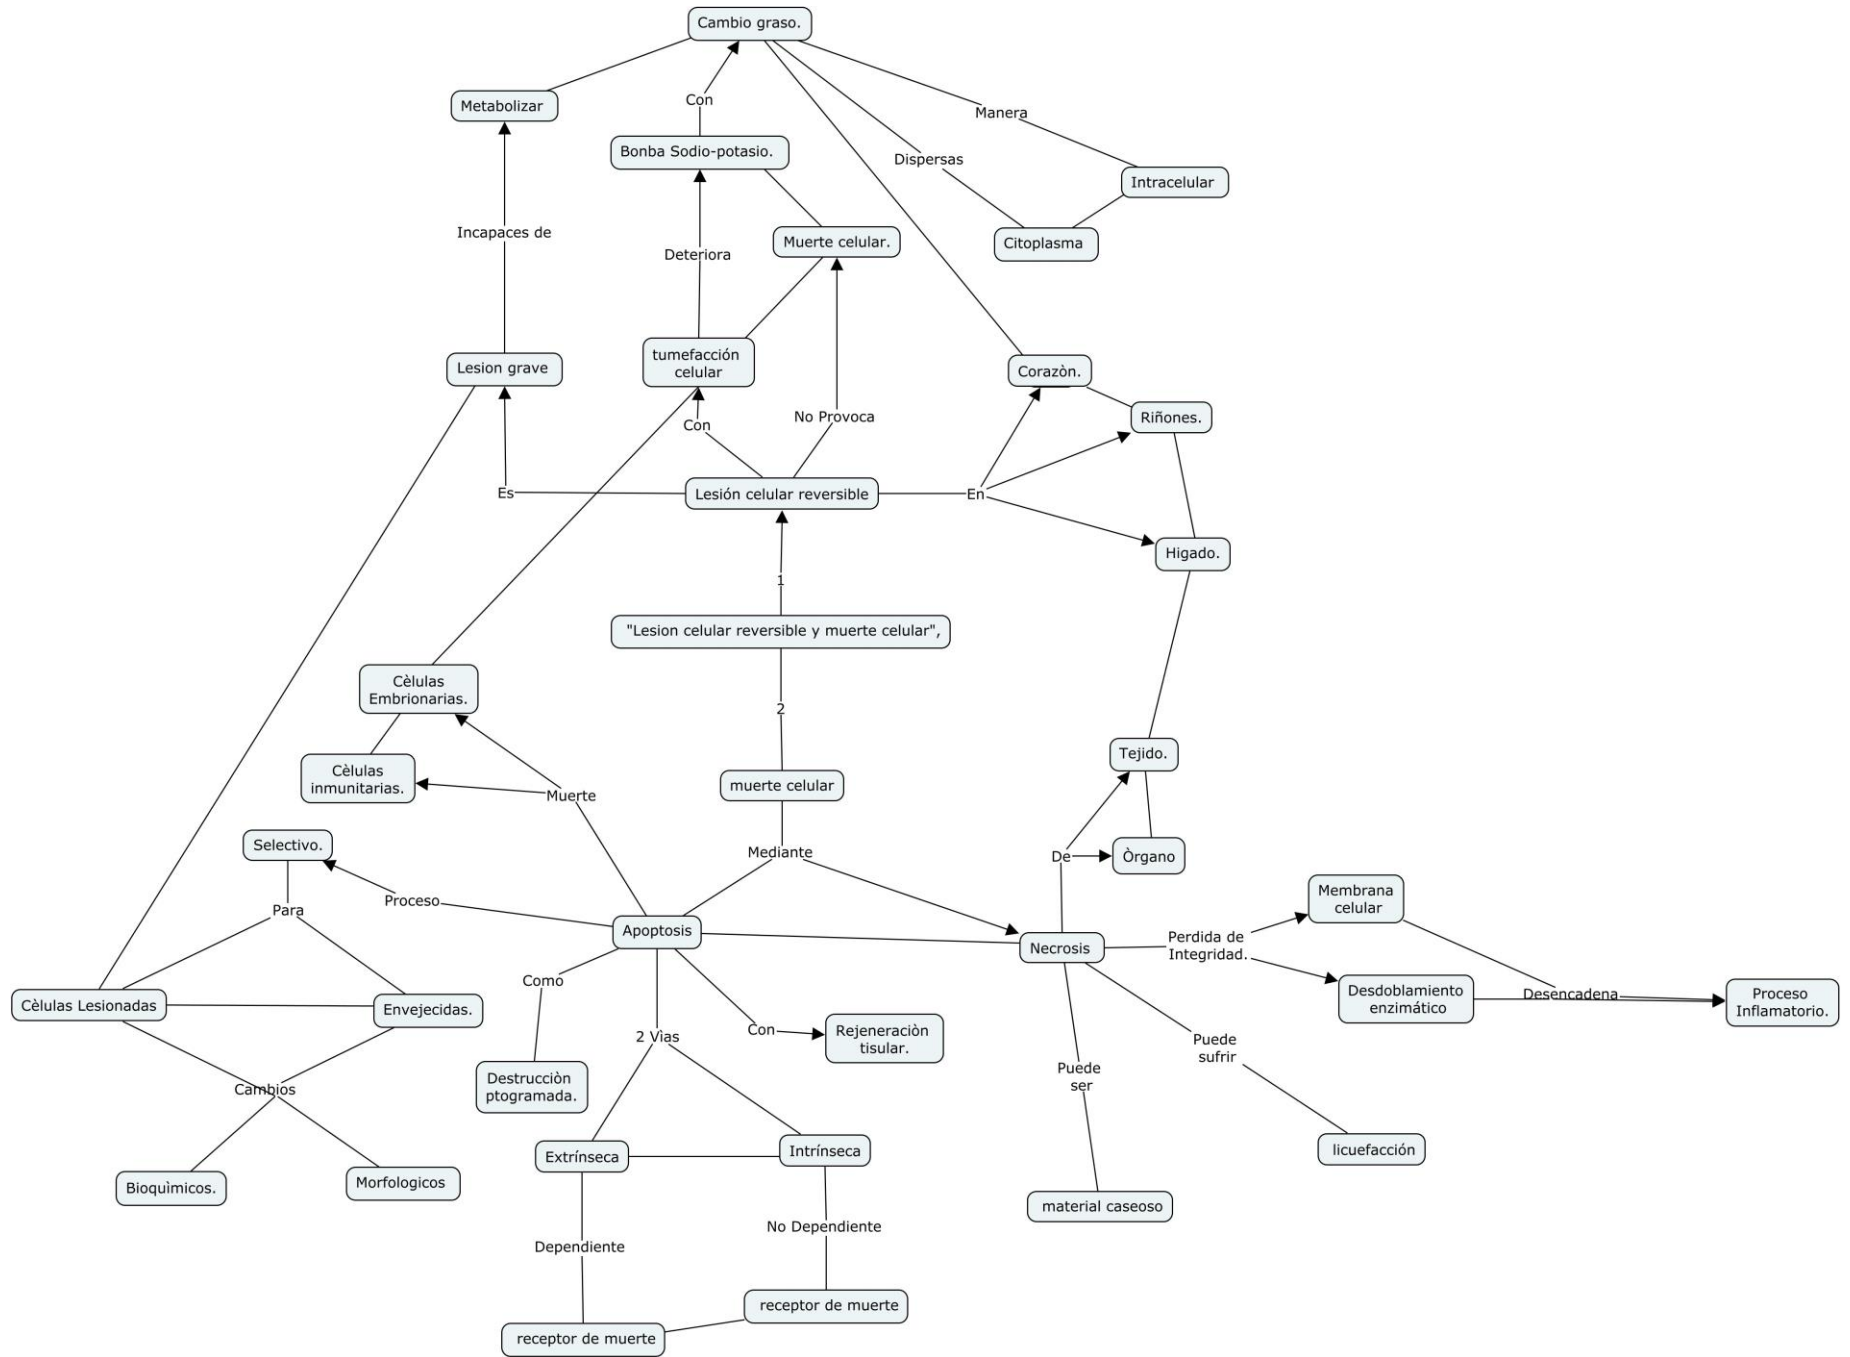 Cambio graso.
Metabolizar
Con
Manera
Bonba Sodio-potasio.
Dispersas
Intracelular
Incapaces de
Muerte celular.
Citoplasma
Deteriora
Lesion grave
tumefacción
celular
Corazòn.
Con
No Provoca
Riñones.
Es
Lesión celular reversible
En
Higado.
1
"Lesion celular reversible y muerte celular",
Cèlulas
Embrionarias.
2
Tejido.
Cèlulas
inmunitarias.
muerte celular
Muerte
Selectivo.
Mediante
De
Òrgano
Proceso
Para
Membrana
celular
Apoptosis
Necrosis
Perdida de
Integridad.
Como
Cèlulas Lesionadas
Envejecidas.
Desdoblamiento
enzimático
Desencadena
Proceso
Inflamatorio.
2 Vias
Con
Rejeneraciòn
tisular.
Puede
sufrir
Destrucciòn
ptogramada.
Puede
ser
Cambios
Extrínseca
Intrínseca
licuefacción
Bioquìmicos.
Morfologicos
material caseoso
No Dependiente
Dependiente
receptor de muerte
receptor de muerte